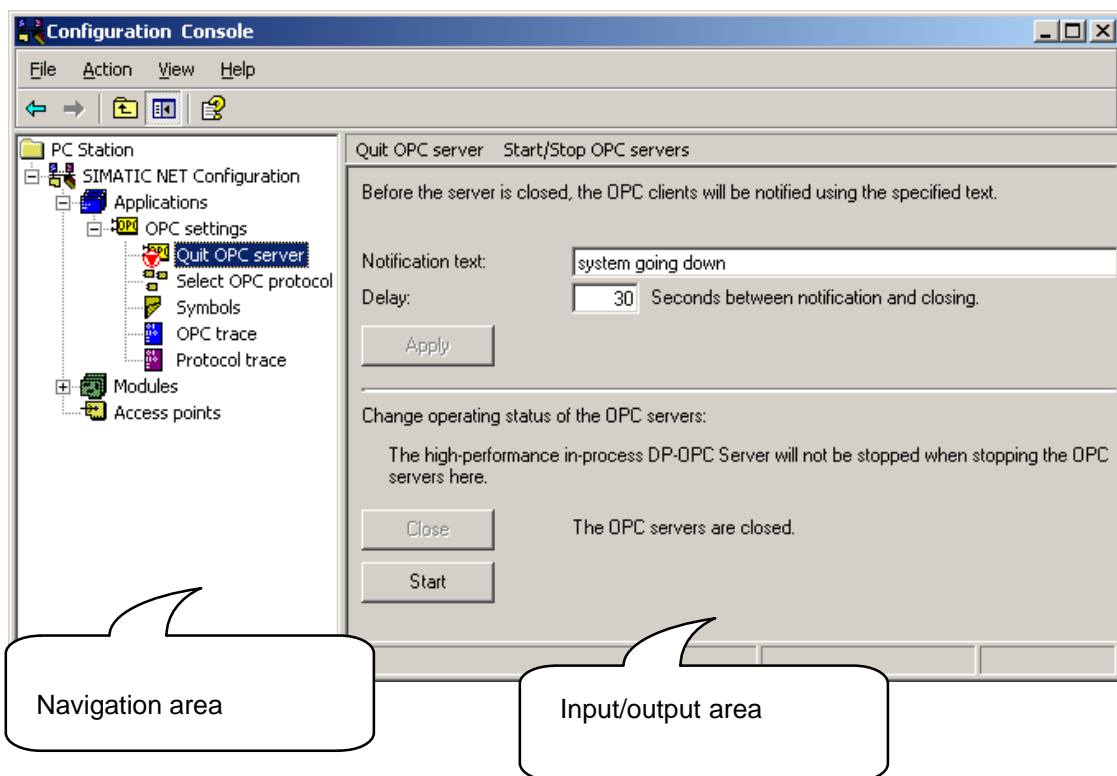 Configuration Console
File Action View Help
PC Station
SIMATIC NET Configuration
Applications
OPC settings
Quit OPC server
Select OPC protocol
Symbols
OPC trace
Protocol trace
Modules
Access points
Quit OPC server Start/Stop OPC servers
Before the server is closed, the OPC clients will be notified using the specified text.
Notification text: system going down
Delay: 30 Seconds between notification and closing.
Apply
Change operating status of the OPC servers:
The high-performance in-process DP-OPC Server will not be stopped when stopping the OPC
servers here.
Close The OPC servers are closed.
Start
Navigation area
Input/output area